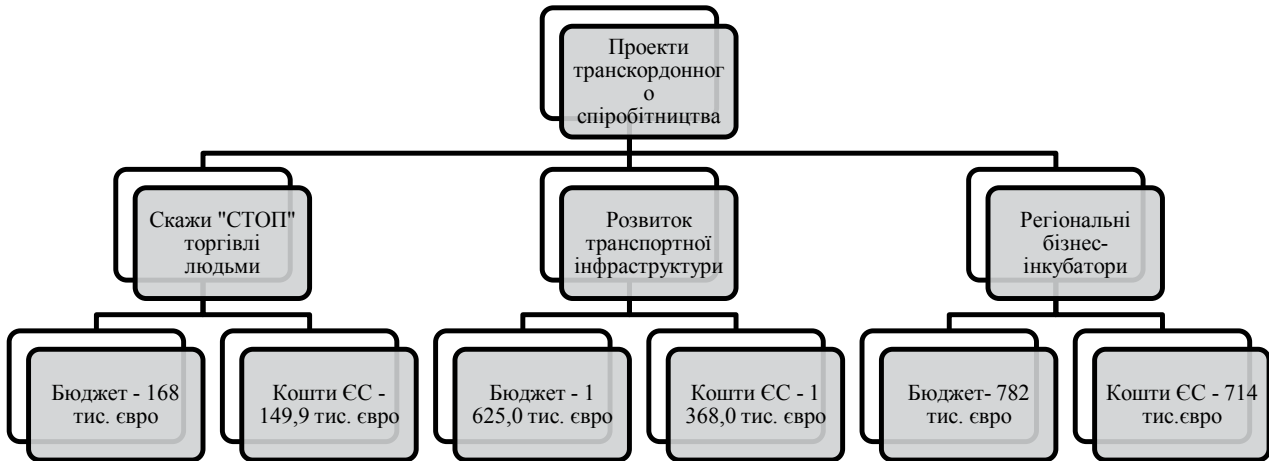 Проекти
транскордонног
о
спіробітництва
Скажи "СТОП"
торгівлі
людьми
Розвиток
транспортної
інфраструктури
Регіональні
бізнес-
інкубатори
Бюджет - 168
тис. євро
Кошти ЄС -
149,9 тис. євро
Бюджет - 1
625,0 тис. євро
Кошти ЄС - 1
368,0 тис. євро
Бюджет- 782
тис. євро
Кошти ЄС - 714
тис.євро